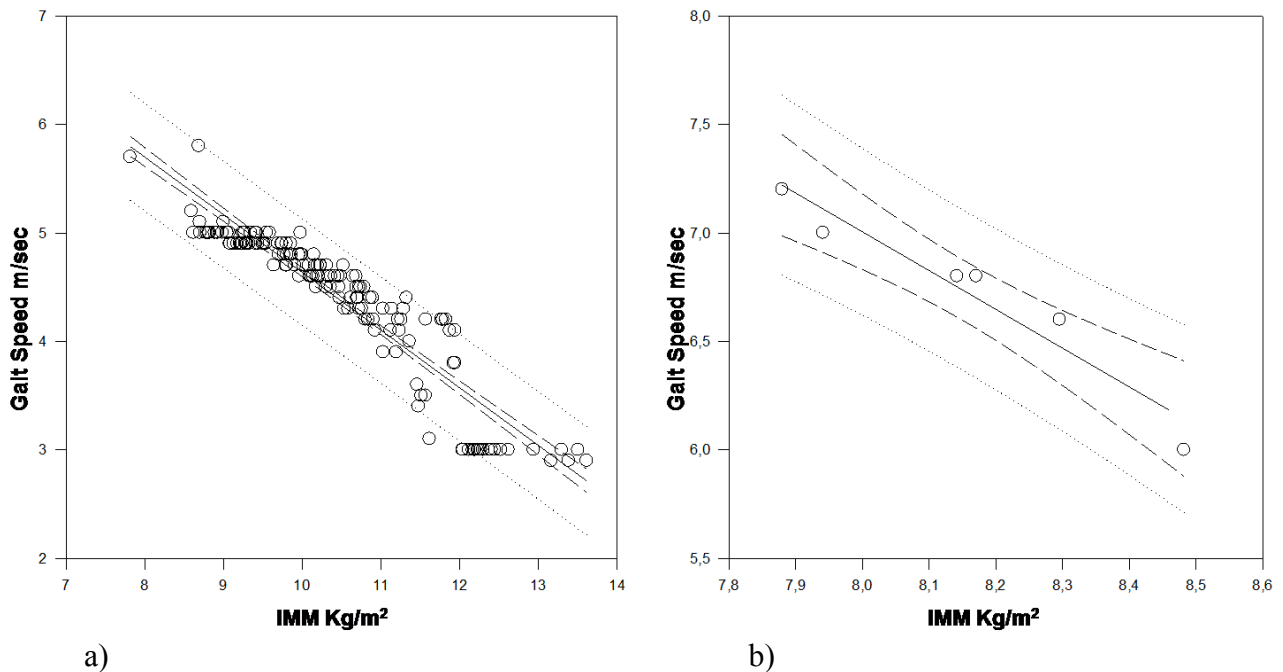 7
6
5
4
3
2
Gait Speed m/sec
7 8 9 10 11 12 13 14
IMM Kg/m²
a)
8,0
7,5
7,0
6,5
6,0
5,5
Gait Speed m/sec
7,8 7,9 8,0 8,1 8,2 8,3 8,4 8,5 8,6
IMM Kg/m²
b)